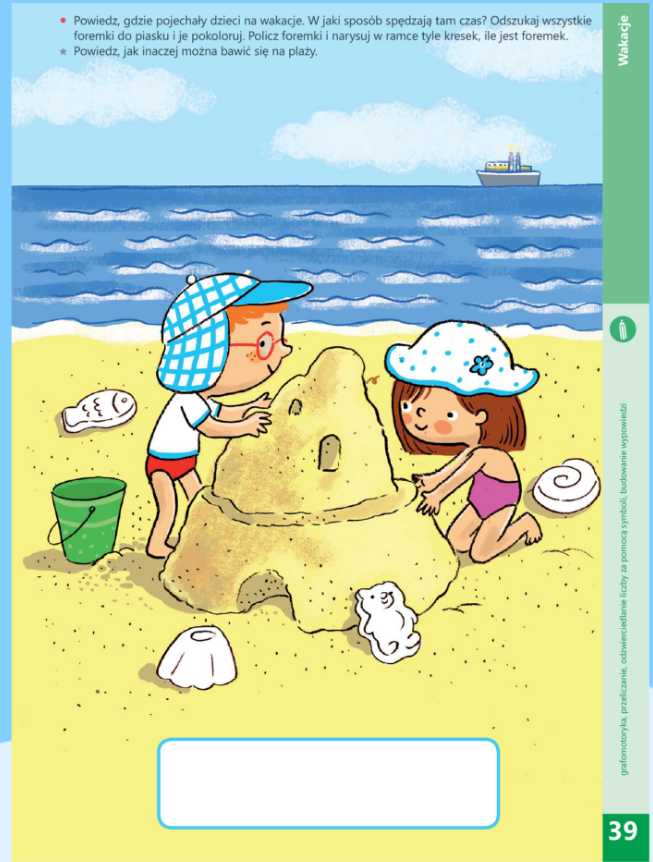 • Powiedz, gdzie pojechały dzieci na wakacje. W jaki sposób spędzają tam czas? Odszukaj wszystkie
foremki do piasku i je pokoloruj. Policz foremki i narysuj w ramce tyle kresek, ile jest foremek.
★ Powiedz, jak inaczej można bawić się na plaży.
Wakacje
grafomotoryka, przeliczanie, odzwierciedlanie liczby za pomocą symboli, budowanie wypowiedzi
39